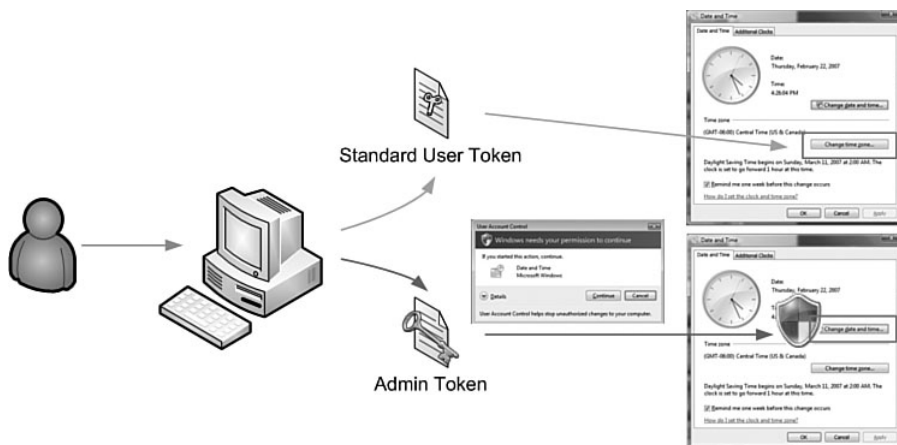 Date and Time
Date and Time
Additional Clocks
Date:
Thursday, February 22, 2007
Time:
4:26:04 PM
Change date and time...
Time zone
(GMT-06:00) Central Time (US & Canada)
Change time zone...
Daylight Saving Time begins on Sunday, March 11, 2007 at 2:00 AM. The
clock is set to go forward 1 hour at this time.
Remind me one week before this change occurs
How do I set the clock and time zone?
OK
Cancel
Apply
Standard User Token
User Account Control
Windows needs your permission to continue
If you started this action, continue.
Date and Time
Microsoft Windows
Details
Continue
Cancel
User Account Control helps stop unauthorized changes to your computer.
Admin Token
Date and Time
Date and Time
Additional Clocks
Date:
Thursday, February 22, 2007
Change date and time...
Time zone
(GMT-06:00) Central Time (US & Canada)
Change time zone...
Daylight Saving Time begins on Sunday, March 11, 2007 at 2:00 AM. The
clock is set to go forward 1 hour at this time.
Remind me one week before this change occurs
How do I set the clock and time zone?
OK
Cancel
Apply